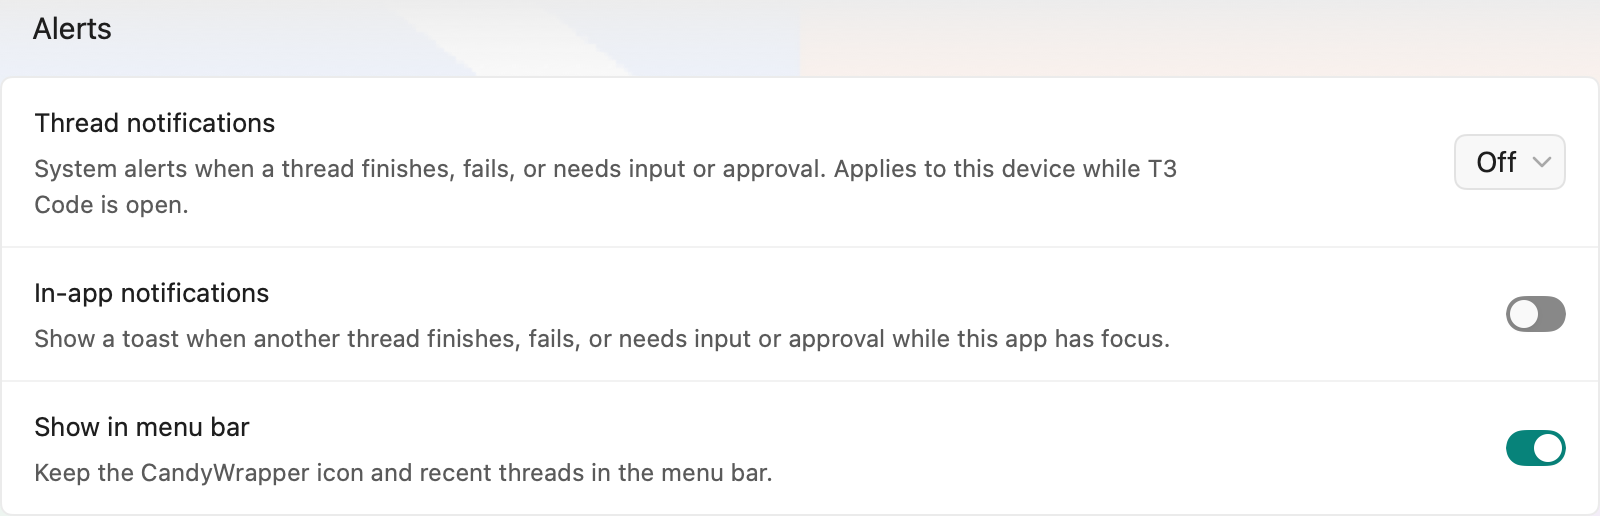 Alerts
Thread notifications
System alerts when a thread finishes, fails, or needs input or approval. Applies to this device while T3
Code is open.
Off
In-app notifications
Show a toast when another thread finishes, fails, or needs input or approval while this app has focus.
Show in menu bar
Keep the CandyWrapper icon and recent threads in the menu bar.